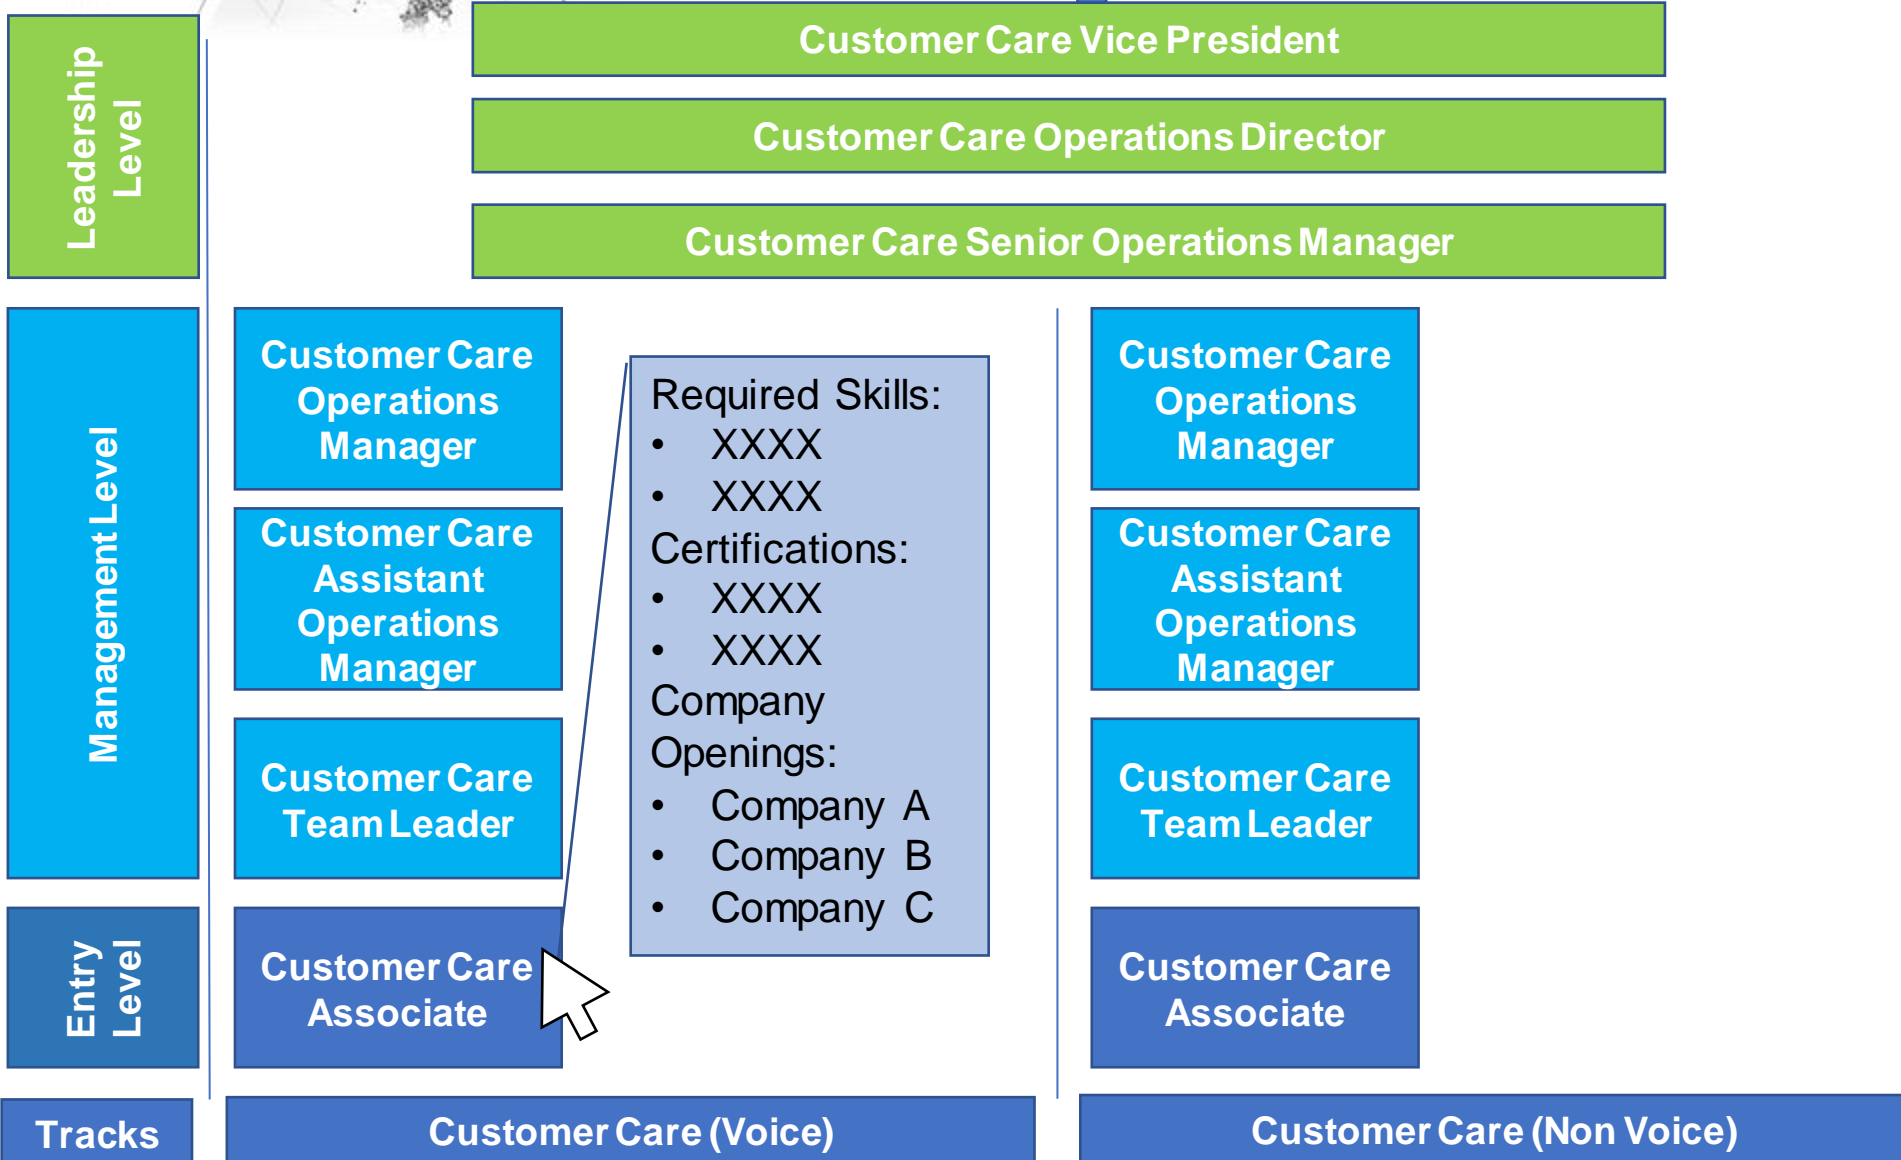 Leadership
Level
Customer Care Vice President
Customer Care Operations Director
Customer Care Senior Operations Manager
Management Level
Customer Care
Operations
Manager
Customer Care
Assistant
Operations
Manager
Customer Care
Team Leader
Required Skills:
• XXXX
• XXXX
Certifications:
• XXXX
• XXXX
Company
Openings:
• Company A
• Company B
• Company C
Customer Care
Operations
Manager
Customer Care
Assistant
Operations
Manager
Customer Care
Team Leader
Entry
Level
Customer Care
Associate
Customer Care
Associate
Tracks
Customer Care (Voice)
Customer Care (Non Voice)